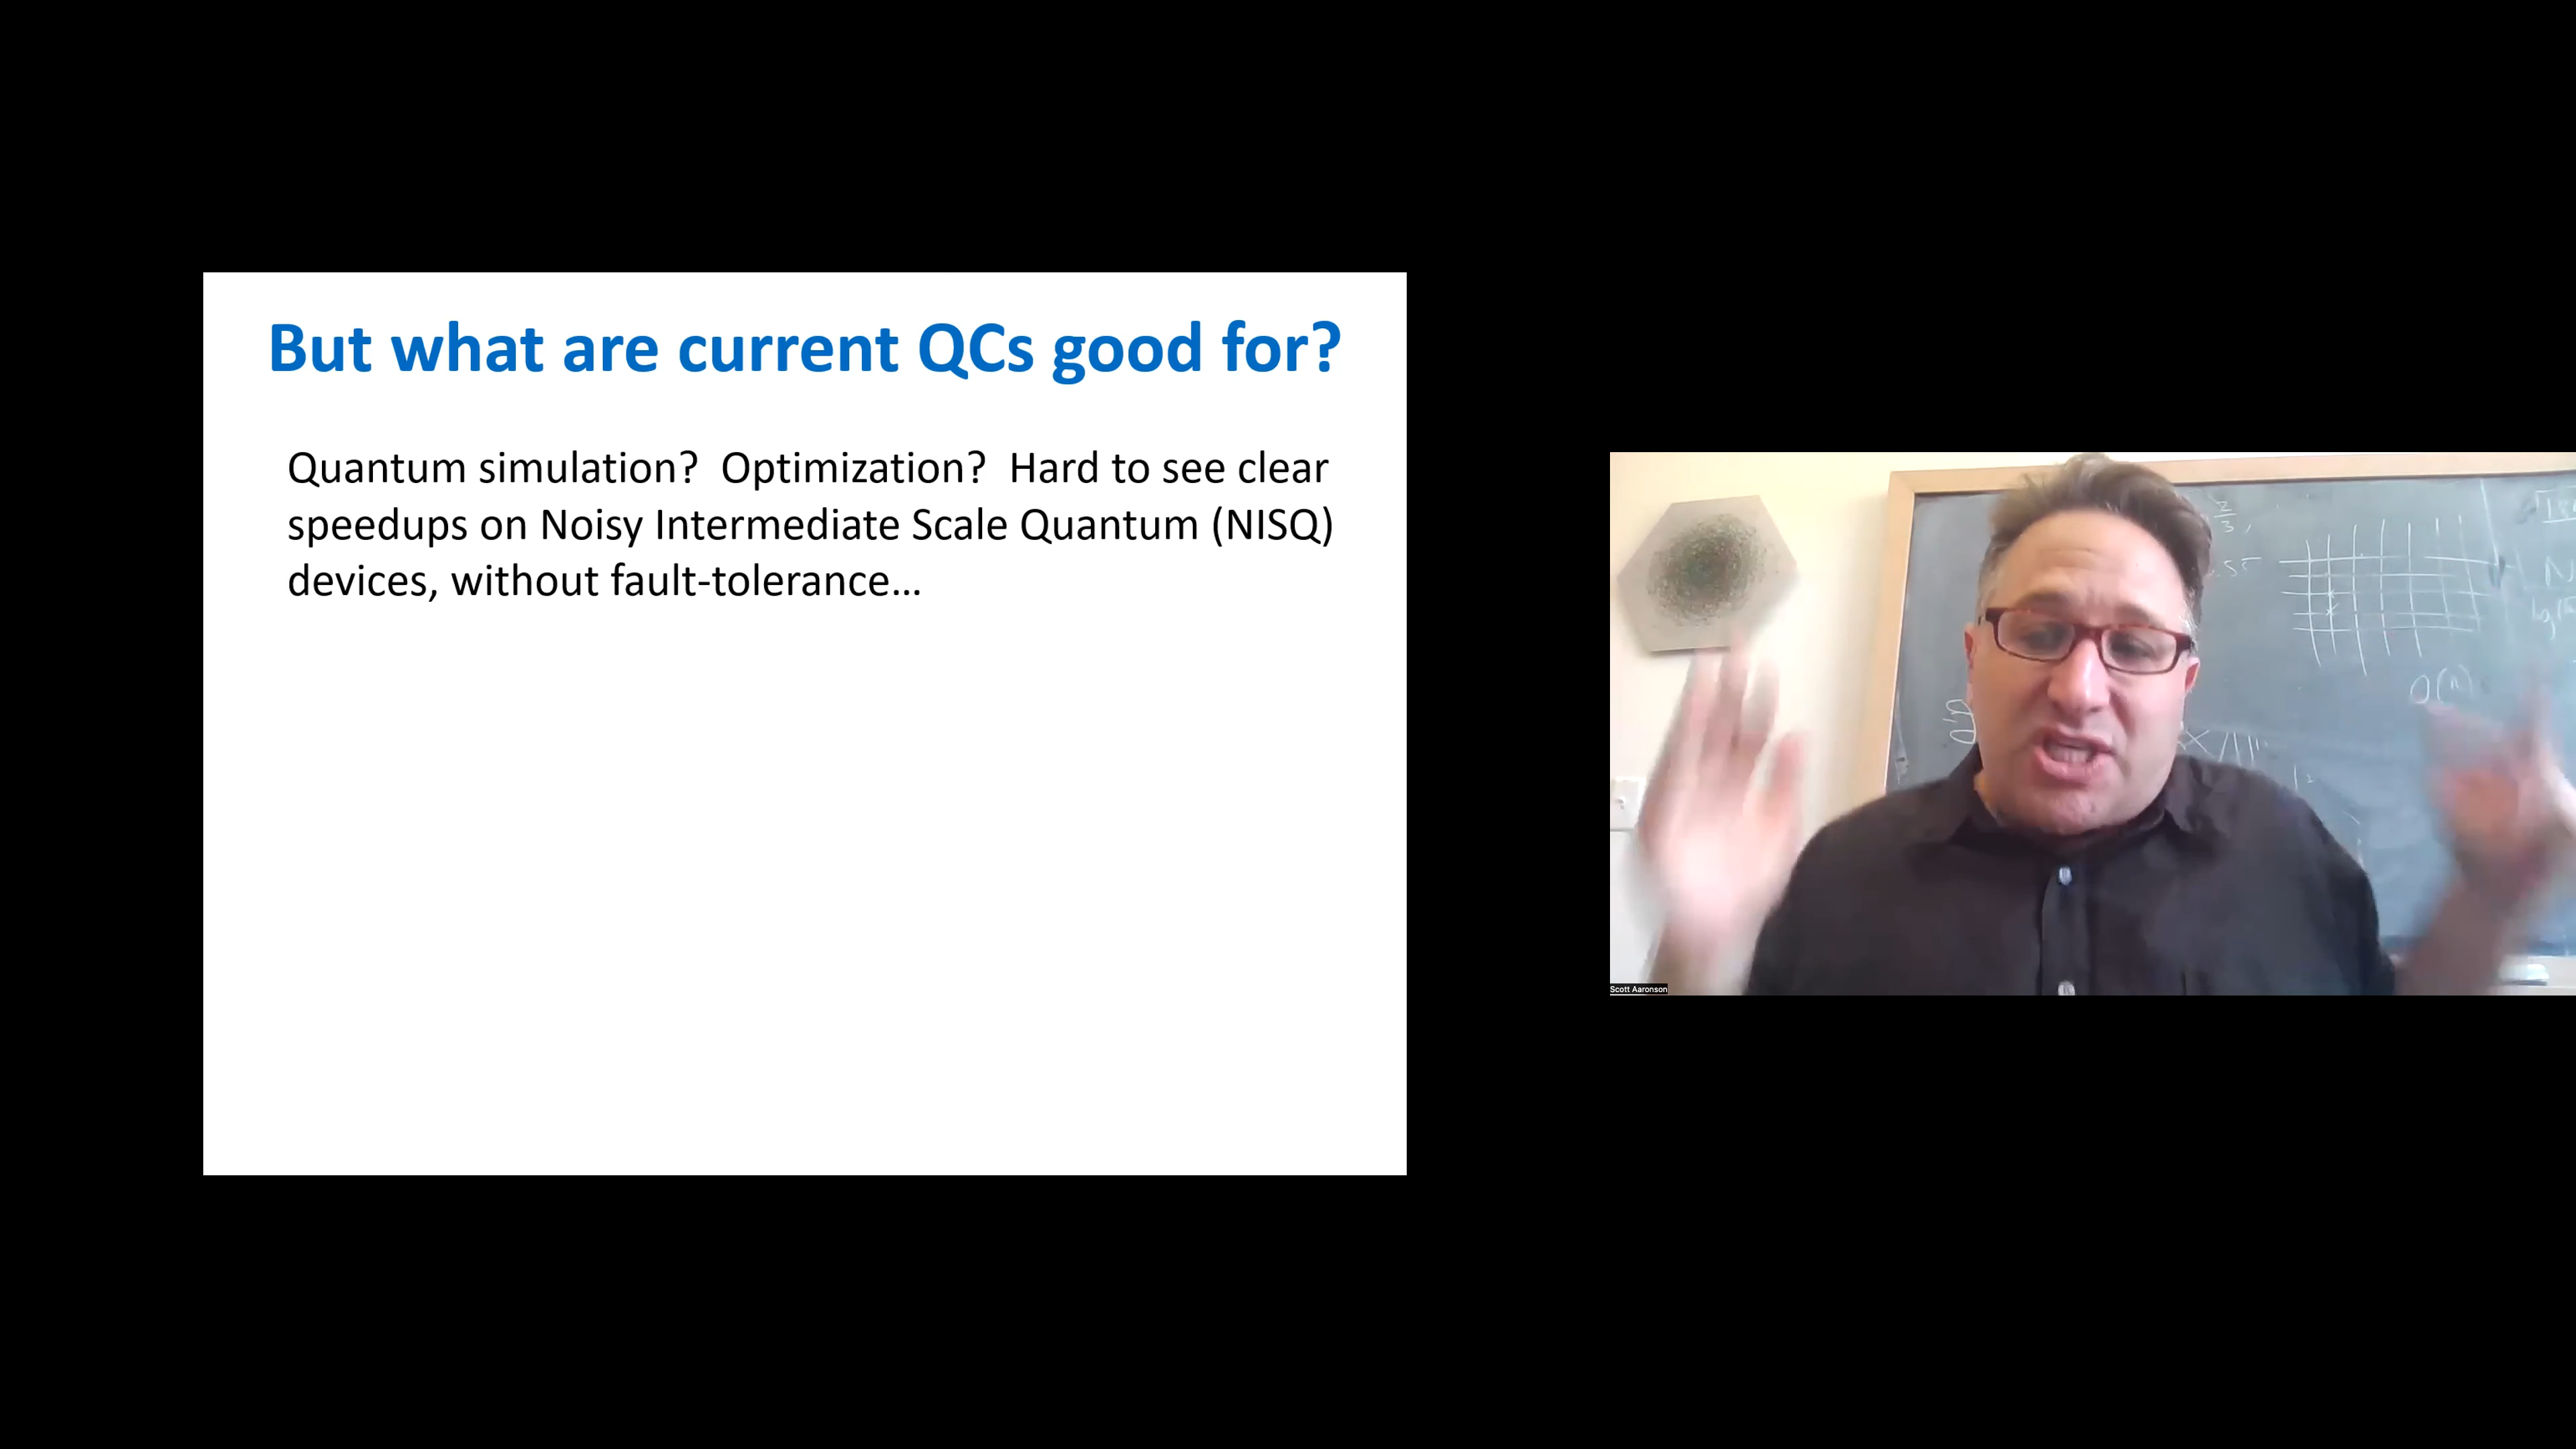 But what are current QCs good for?
Quantum simulation?  Optimization?  Hard to see clear
speedups on Noisy Intermediate Scale Quantum (NISQ)
devices, without fault-tolerance...
O(n)
Scott Aaronson